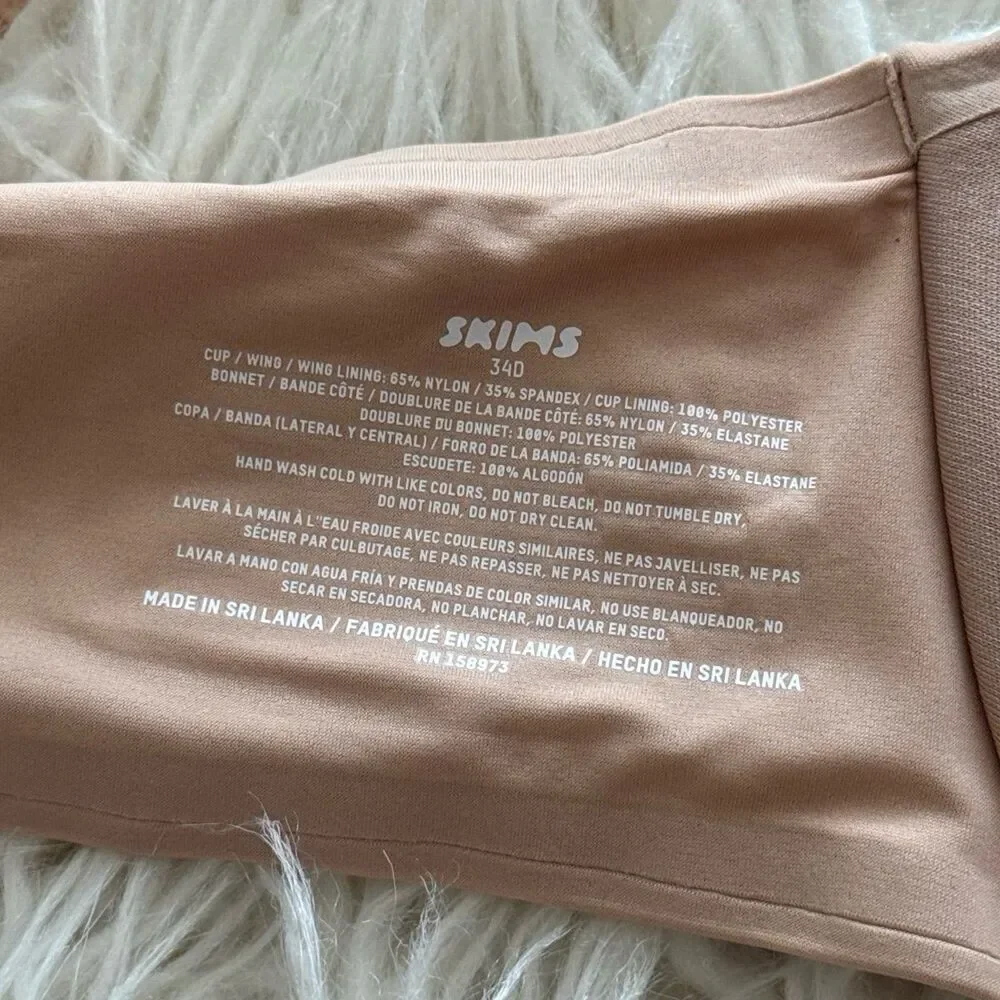 SKIMS
34D
CUP / WING / WING LINING: 65% NYLON / 35% SPANDEX / CUP LINING: 100% POLYESTER
BONNET / BANDE CÔTÉ / DOUBLURE DE LA BANDE CÔTÉ: 65% NYLON / 35% ELASTANE
DOUBLURE DU BONNET: 100% POLYESTER
COPA / BANDA (LATERAL Y CENTRAL) / FORRO DE LA BANDA: 65% POLIAMIDA / 35% ELASTANE
ESCUDETE: 100% ALGODÓN
HAND WASH COLD WITH LIKE COLORS, DO NOT BLEACH, DO NOT TUMBLE DRY,
DO NOT IRON, DO NOT DRY CLEAN.
LAVER À LA MAIN À L"EAU FROIDE AVEC COULEURS SIMILAIRES, NE PAS JAVELLISER, NE PAS
SÉCHER PAR CULBUTAGE, NE PAS REPASSER, NE PAS NETTOYER À SEC.
LAVAR A MANO CON AGUA FRÍA Y PRENDAS DE COLOR SIMILAR, NO USE BLANQUEADOR, NO
SECAR EN SECADORA, NO PLANCHAR, NO LAVAR EN SECO.
MADE IN SRI LANKA / FABRIQUÉ EN SRI LANKA / HECHO EN SRI LANKA
RN 158973